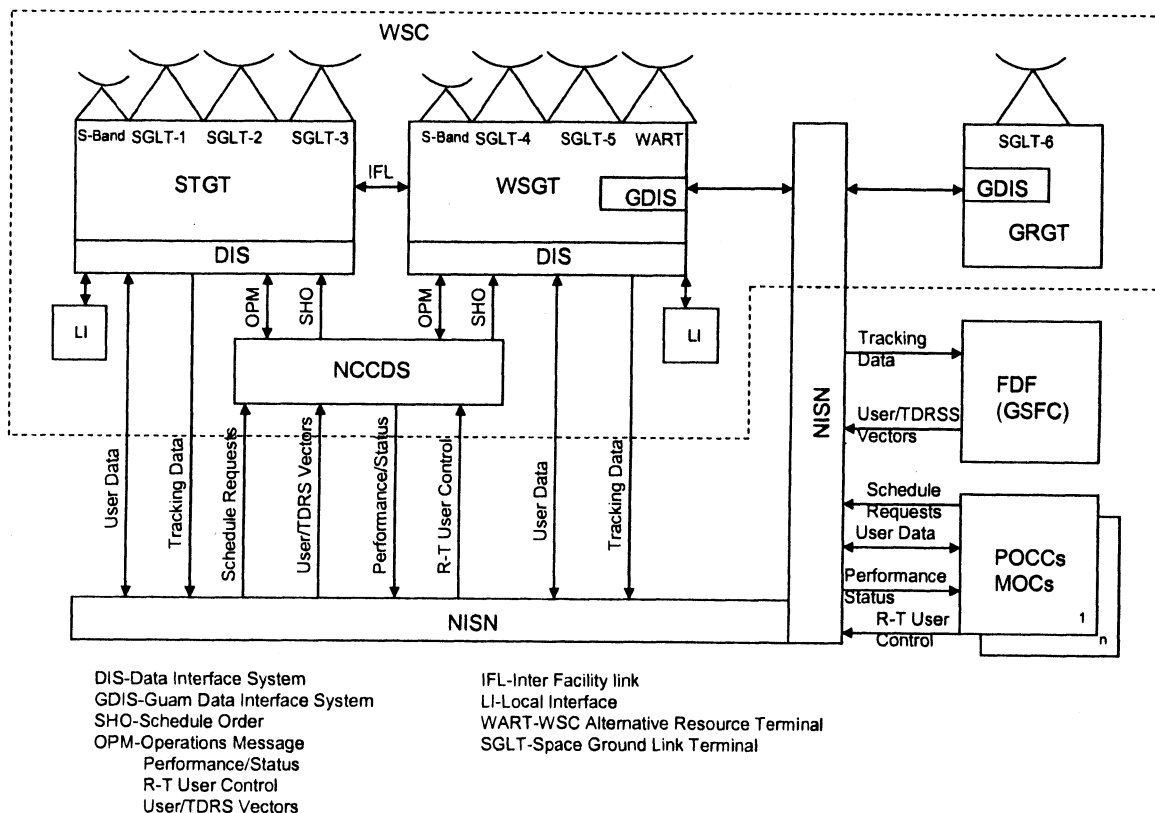 WSC
S-Band SGLT-1 SGLT-2 SGLT-3
STGT
DIS
IFL
S-Band SGLT-4 SGLT-5 WART
WSGT
GDIS
DIS
SGLT-6
GDIS
GRGT
LI
OPM
SHO
OPM
SHO
LI
NCCDS
NISN
Tracking
Data
User/TDRSS
Vectors
FDF
(GSFC)
User Data
Tracking Data
Schedule Requests
User/TDRS Vectors
Performance/Status
R-T User Control
User Data
Tracking Data
Schedule
Requests
User Data
Performance
Status
R-T User
Control
POCCs
MOCs
1
n
NISN
DIS-Data Interface System
GDIS-Guam Data Interface System
SHO-Schedule Order
OPM-Operations Message
Performance/Status
R-T User Control
User/TDRS Vectors
IFL-Inter Facility link
LI-Local Interface
WART-WSC Alternative Resource Terminal
SGLT-Space Ground Link Terminal